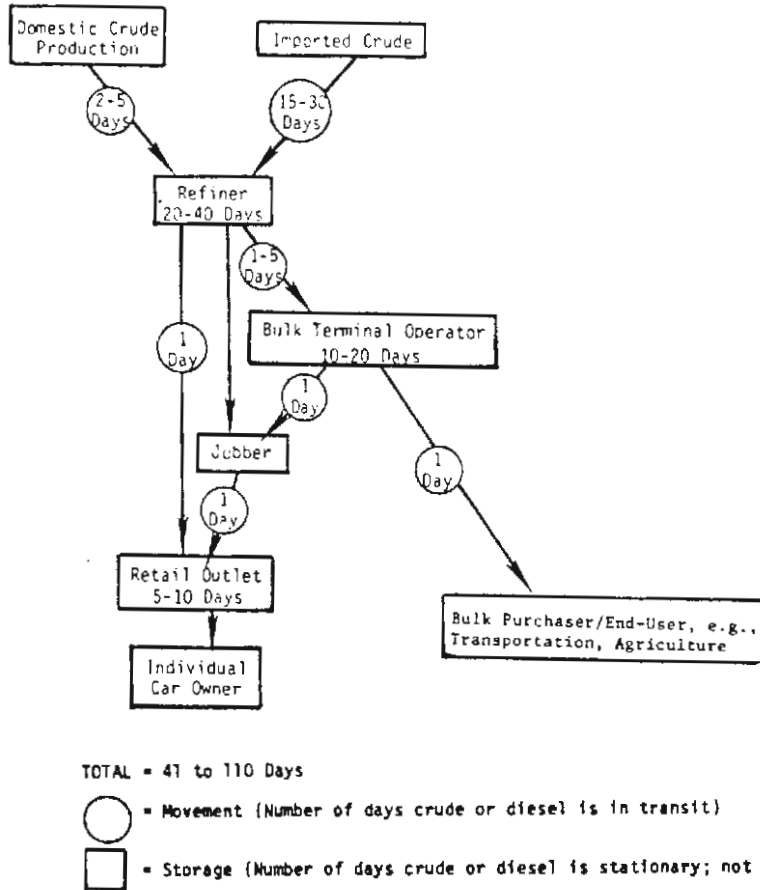 Domestic Crude
Production
Imported Crude
2-5
Days
15-30
Days
Refiner
20-40 Days
1-5
Days
1
Day
Bulk Terminal Operator
10-20 Days
1
Day
Jobber
1
Day
1
Day
Retail Outlet
5-10 Days
Bulk Purchaser/End-User, e.g.,
Transportation, Agriculture
Individual
Car Owner
TOTAL = 41 to 110 Days
= Movement (Number of days crude or diesel is in transit)
= Storage (Number of days crude or diesel is stationary; not